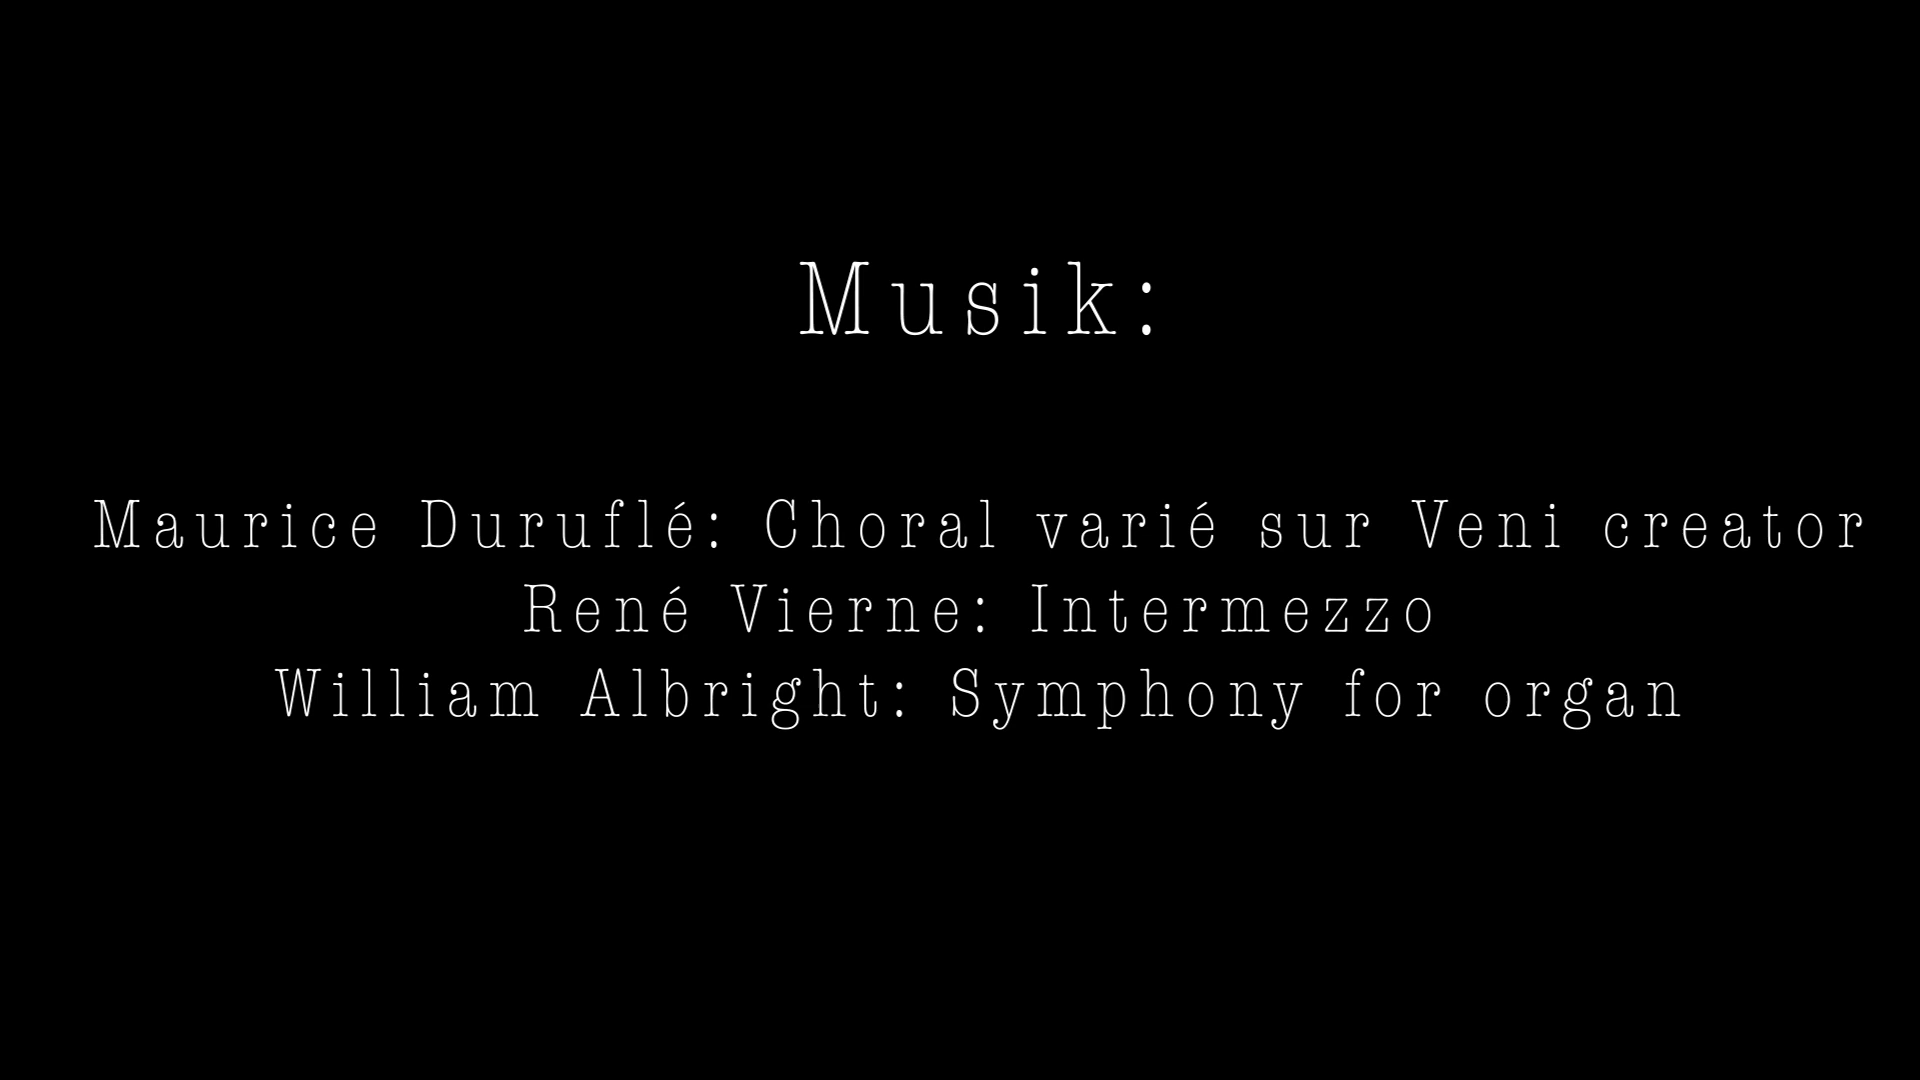 Musik:
Maurice Duruflé: Choral varié sur Veni creator
René Vierne: Intermezzo
William Albright: Symphony for organ